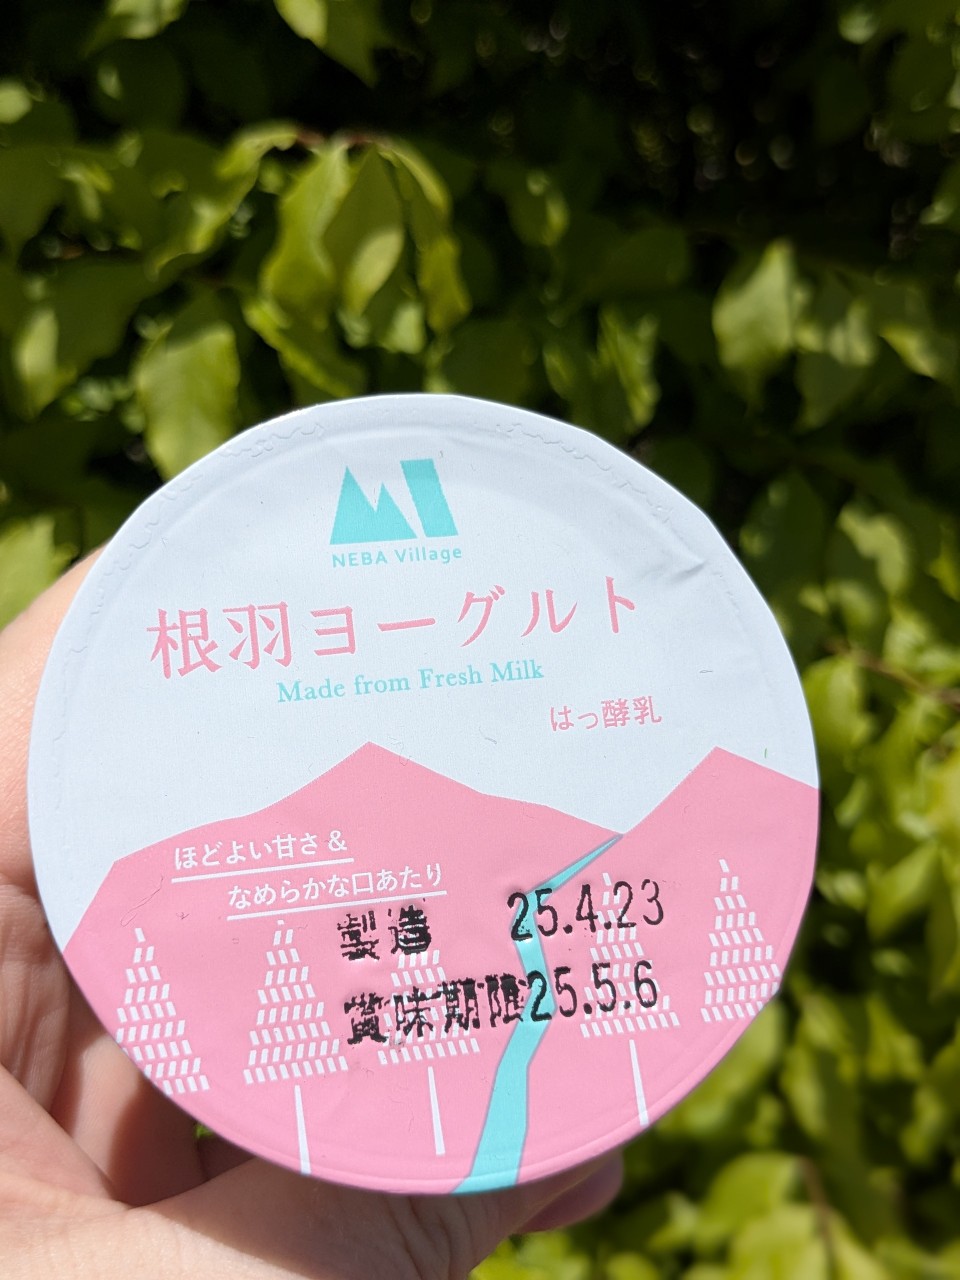 NEBA Village
根羽ヨーグルト
Made from Fresh Milk
はっ酵乳
ほどよい甘さ&
なめらかな口あたり
製造 25.4.23
賞味期限25.5.6